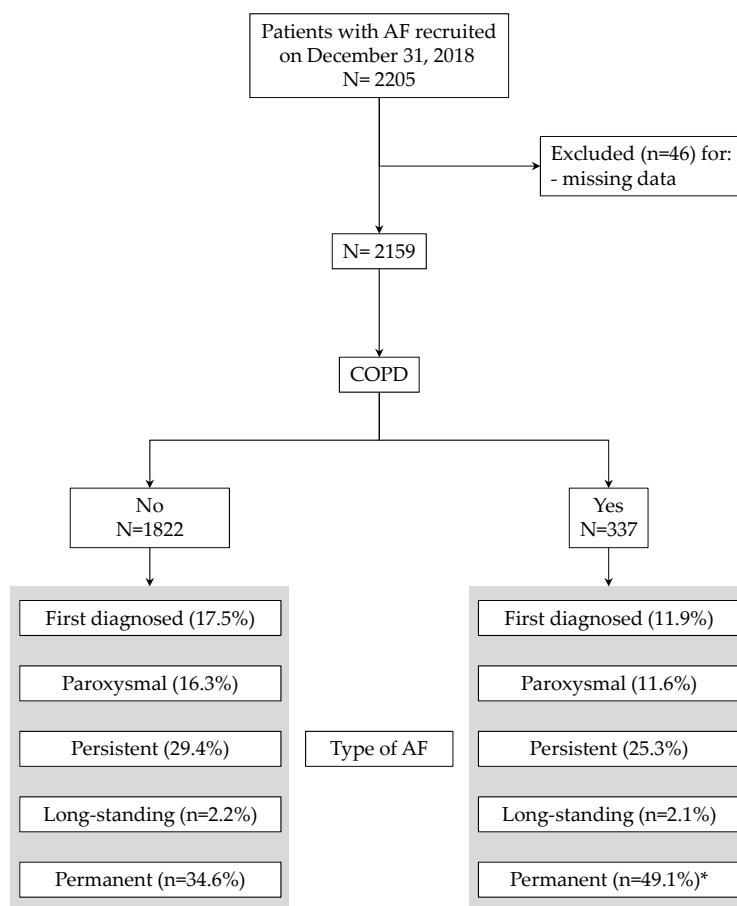 Patients with AF recruited
on December 31, 2018
N= 2205
Excluded (n=46) for:
- missing data
N= 2159
COPD
No
N=1822
Yes
N=337
First diagnosed (17.5%)
Paroxysmal (16.3%)
Persistent (29.4%)
Long-standing (n=2.2%)
Permanent (n=34.6%)
Type of AF
First diagnosed (11.9%)
Paroxysmal (11.6%)
Persistent (25.3%)
Long-standing (n=2.1%)
Permanent (n=49.1%)*